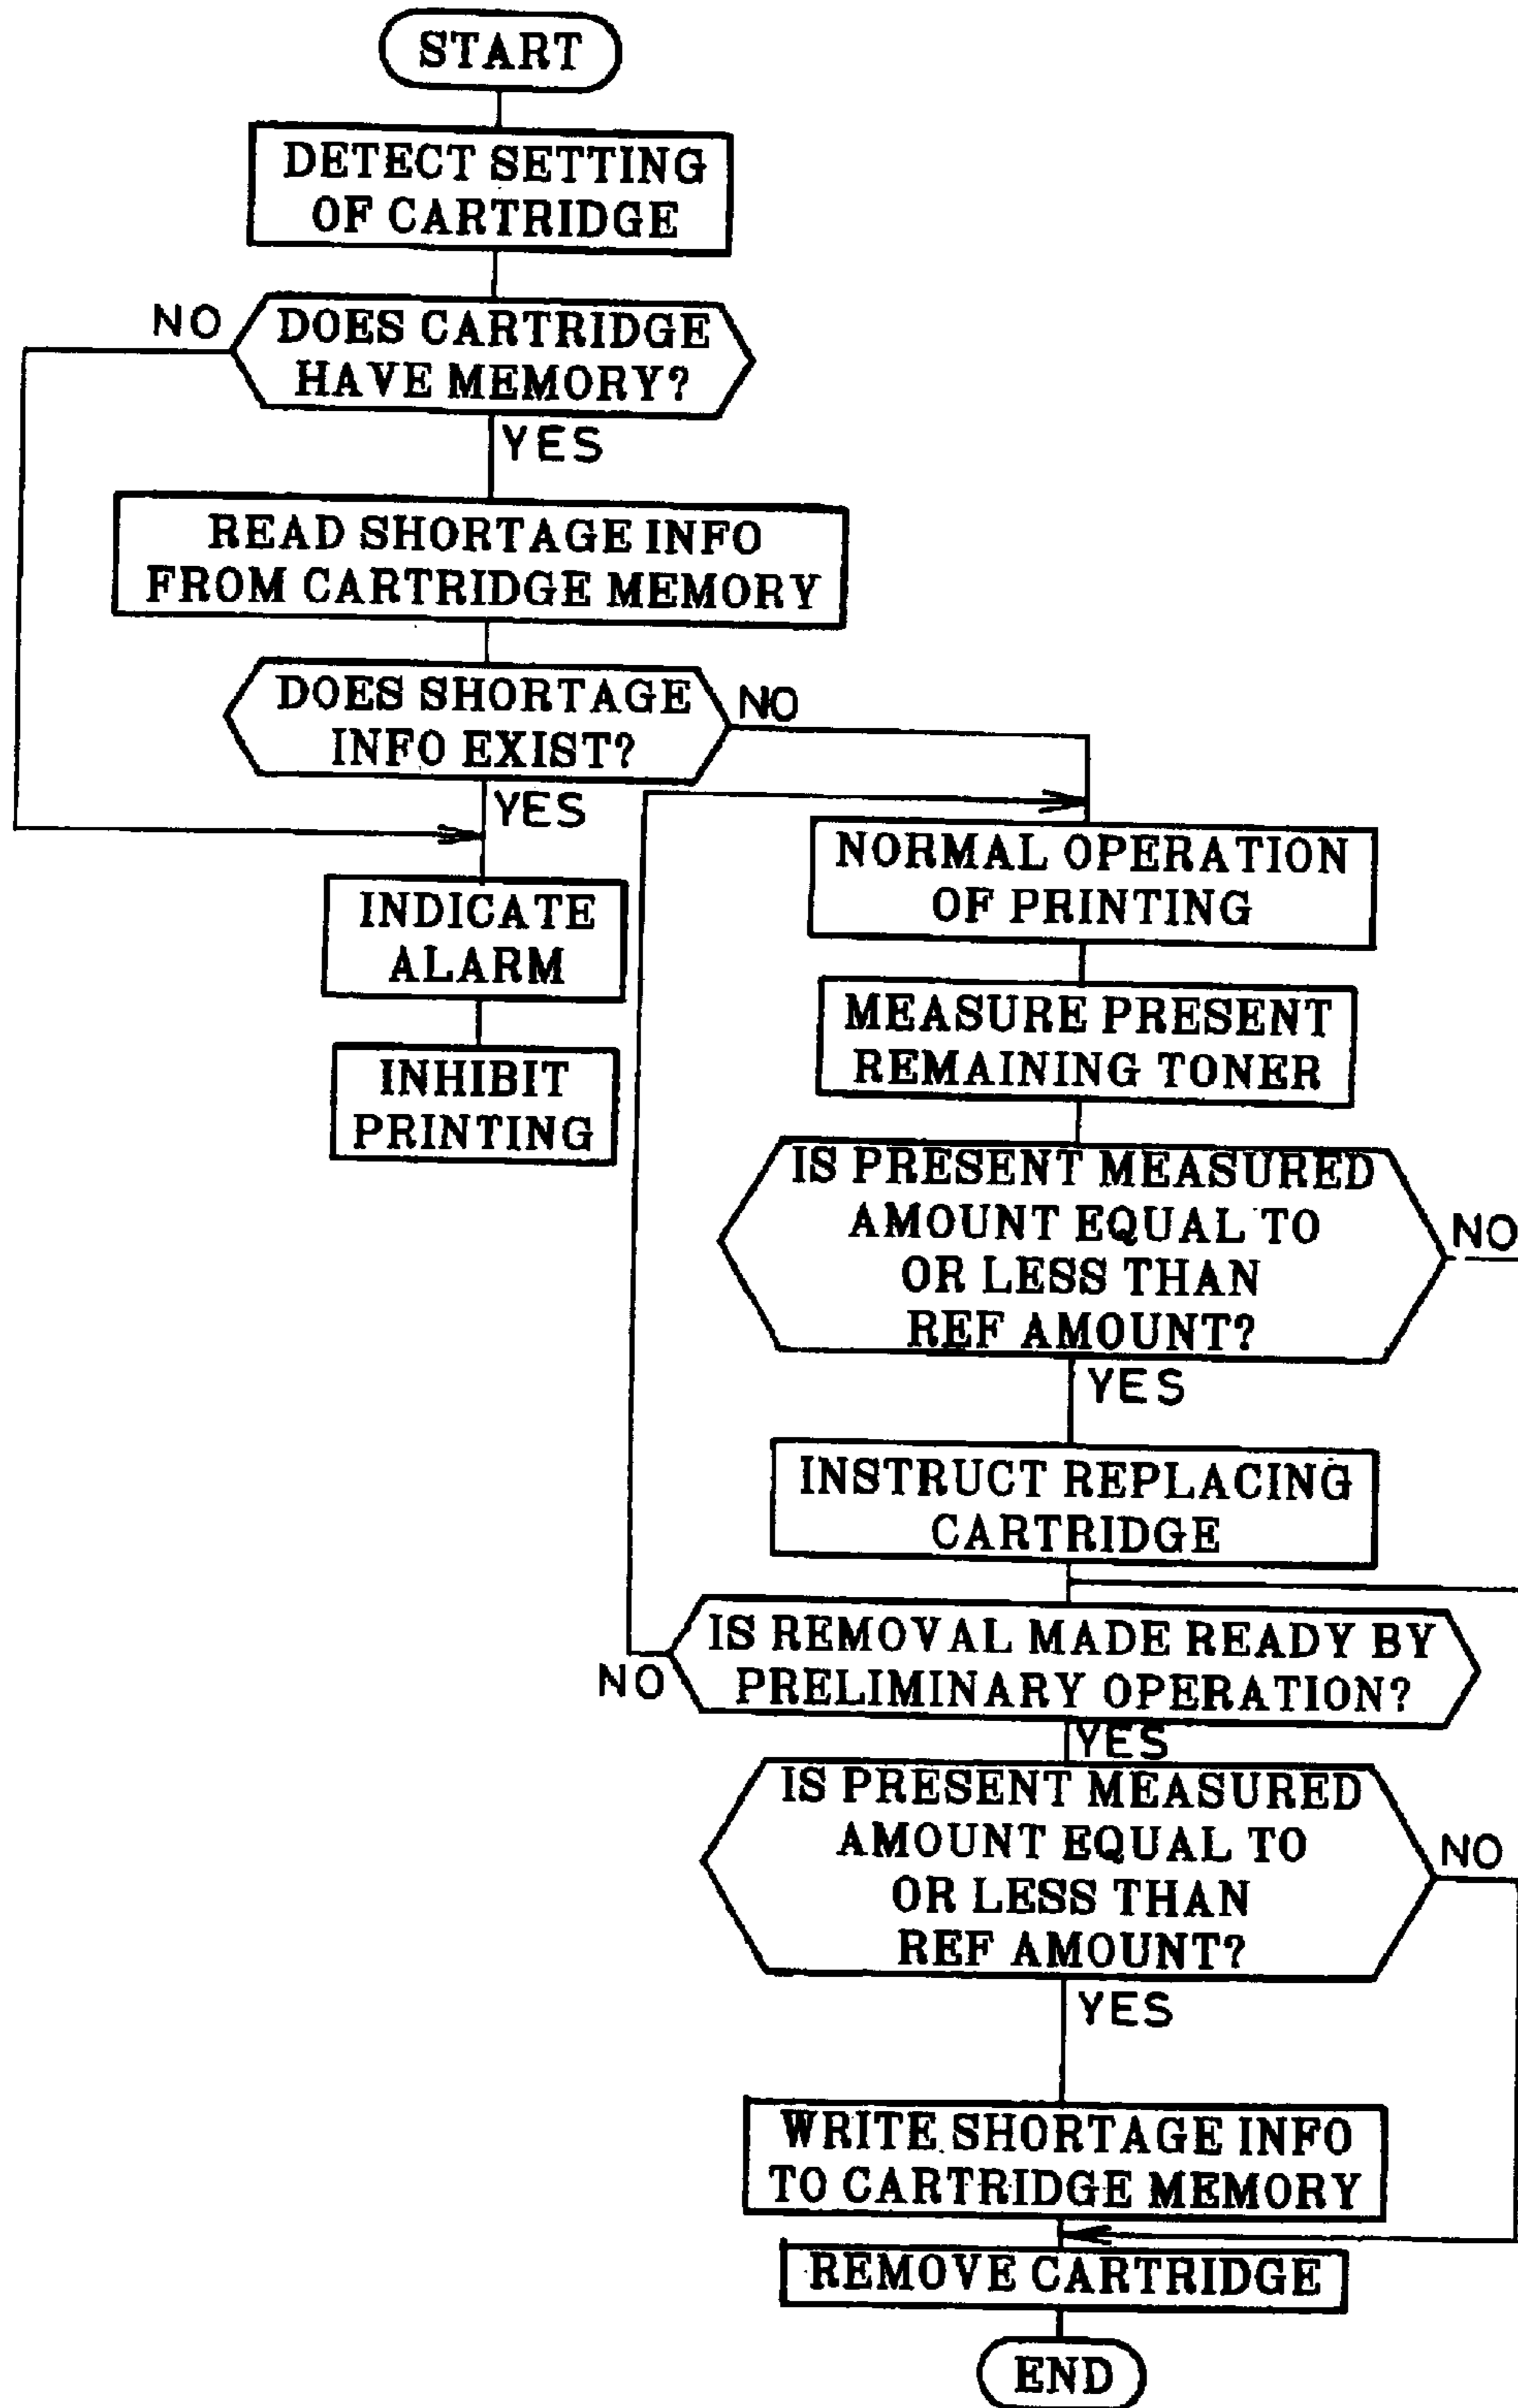 START
DETECT SETTING
OF CARTRIDGE
NO
DOES CARTRIDGE
HAVE MEMORY?
YES
READ SHORTAGE INFO
FROM CARTRIDGE MEMORY
DOES SHORTAGE
INFO EXIST?
NO
YES
INDICATE
ALARM
INHIBIT
PRINTING
NORMAL OPERATION
OF PRINTING
MEASURE PRESENT
REMAINING TONER
IS PRESENT MEASURED
AMOUNT EQUAL TO
OR LESS THAN
REF AMOUNT?
NO
YES
INSTRUCT REPLACING
CARTRIDGE
IS REMOVAL MADE READY BY
PRELIMINARY OPERATION?
NO
YES
IS PRESENT MEASURED
AMOUNT EQUAL TO
OR LESS THAN
REF AMOUNT?
NO
YES
WRITE SHORTAGE INFO
TO CARTRIDGE MEMORY
REMOVE CARTRIDGE
END